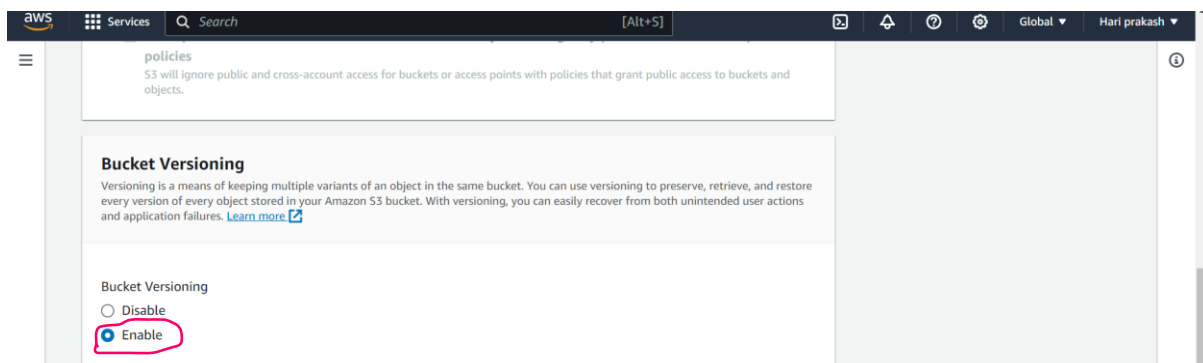 aws Services Search [Alt+S] Global Hari prakash
policies
S3 will ignore public and cross-account access for buckets or access points with policies that grant public access to buckets and
objects.
Bucket Versioning
Versioning is a means of keeping multiple variants of an object in the same bucket. You can use versioning to preserve, retrieve, and restore
every version of every object stored in your Amazon S3 bucket. With versioning, you can easily recover from both unintended user actions
and application failures. Learn more
Bucket Versioning
Disable
Enable